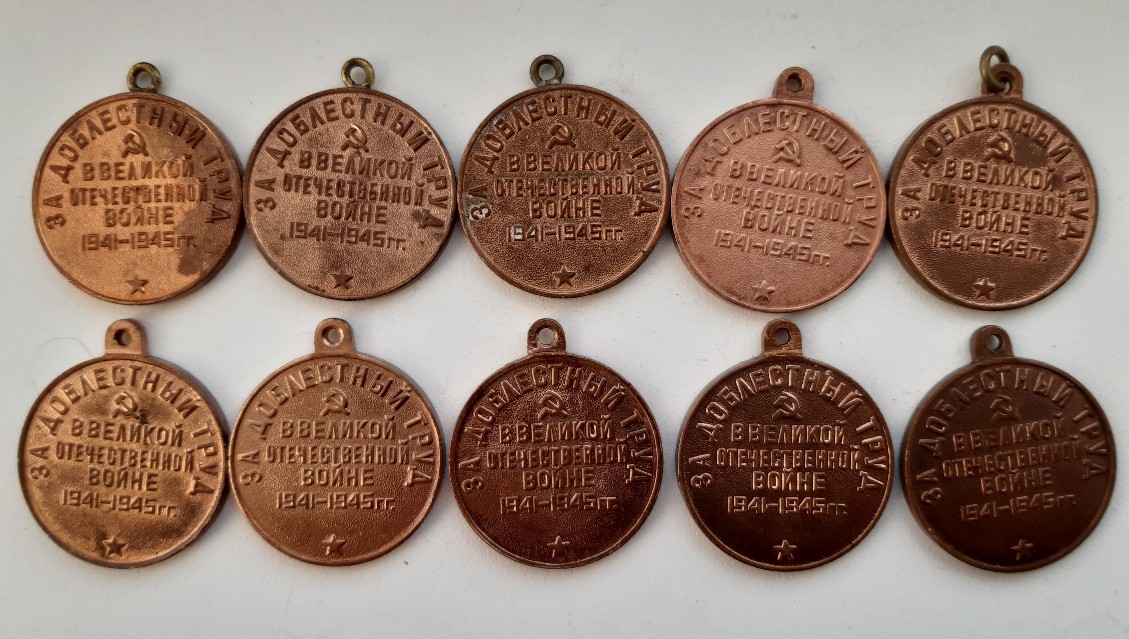 ЗА ДОБЛЕСТНЫЙ ТРУД
В ВЕЛИКОЙ
ОТЕЧЕСТВЕННОЙ
ВОЙНЕ
1941–1945 гг.
ЗА ДОБЛЕСТНЫЙ ТРУД
В ВЕЛИКОЙ
ОТЕЧЕСТВЕННОЙ
ВОЙНЕ
1941–1945 гг.
ЗА ДОБЛЕСТНЫЙ ТРУД
В ВЕЛИКОЙ
ОТЕЧЕСТВЕННОЙ
ВОЙНЕ
1941–1945 гг.
ЗА ДОБЛЕСТНЫЙ ТРУД
В ВЕЛИКОЙ
ОТЕЧЕСТВЕННОЙ
ВОЙНЕ
1941–1945 гг.
ЗА ДОБЛЕСТНЫЙ ТРУД
В ВЕЛИКОЙ
ОТЕЧЕСТВЕННОЙ
ВОЙНЕ
1941–1945 гг.
ЗА ДОБЛЕСТНЫЙ ТРУД
В ВЕЛИКОЙ
ОТЕЧЕСТВЕННОЙ
ВОЙНЕ
1941–1945 гг.
ЗА ДОБЛЕСТНЫЙ ТРУД
В ВЕЛИКОЙ
ОТЕЧЕСТВЕННОЙ
ВОЙНЕ
1941–1945 гг.
ЗА ДОБЛЕСТНЫЙ ТРУД
В ВЕЛИКОЙ
ОТЕЧЕСТВЕННОЙ
ВОЙНЕ
1941–1945 гг.
ЗА ДОБЛЕСТНЫЙ ТРУД
В ВЕЛИКОЙ
ОТЕЧЕСТВЕННОЙ
ВОЙНЕ
1941–1945 гг.
ЗА ДОБЛЕСТНЫЙ ТРУД
В ВЕЛИКОЙ
ОТЕЧЕСТВЕННОЙ
ВОЙНЕ
1941–1945 гг.